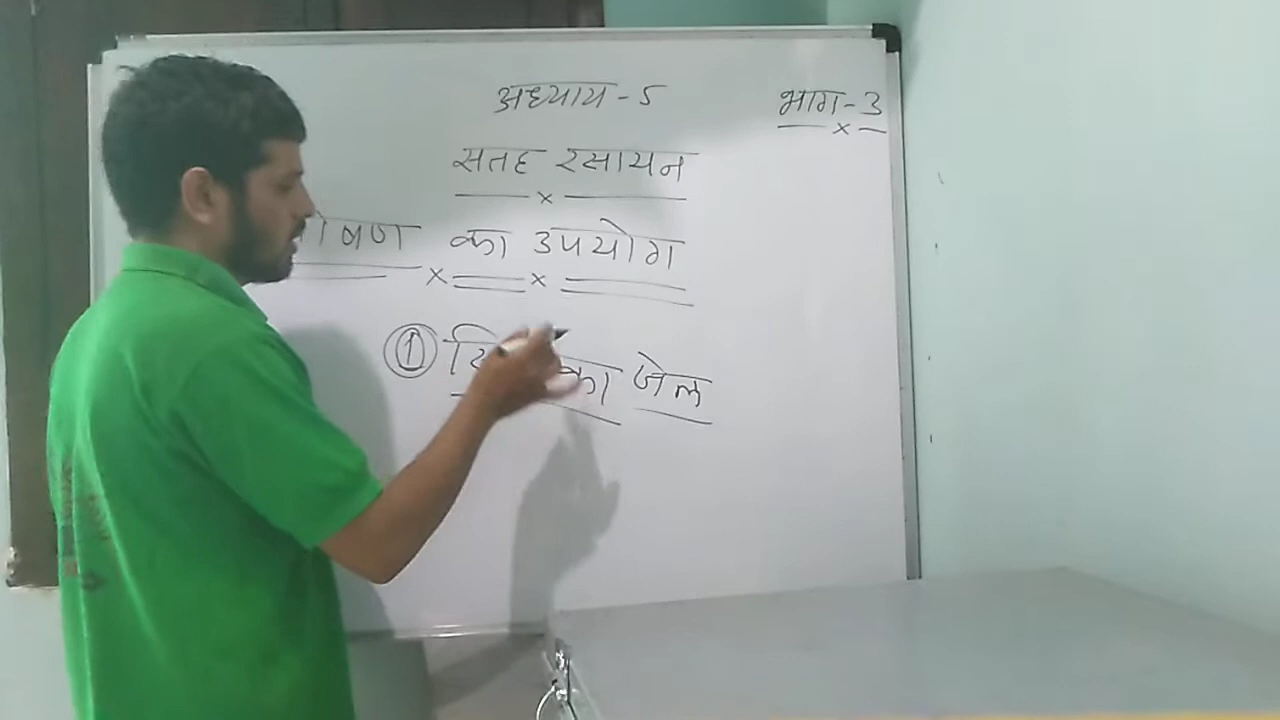 अध्याय - 5
भाग - 3
सतह रसायन
का उपयोग
① जेल